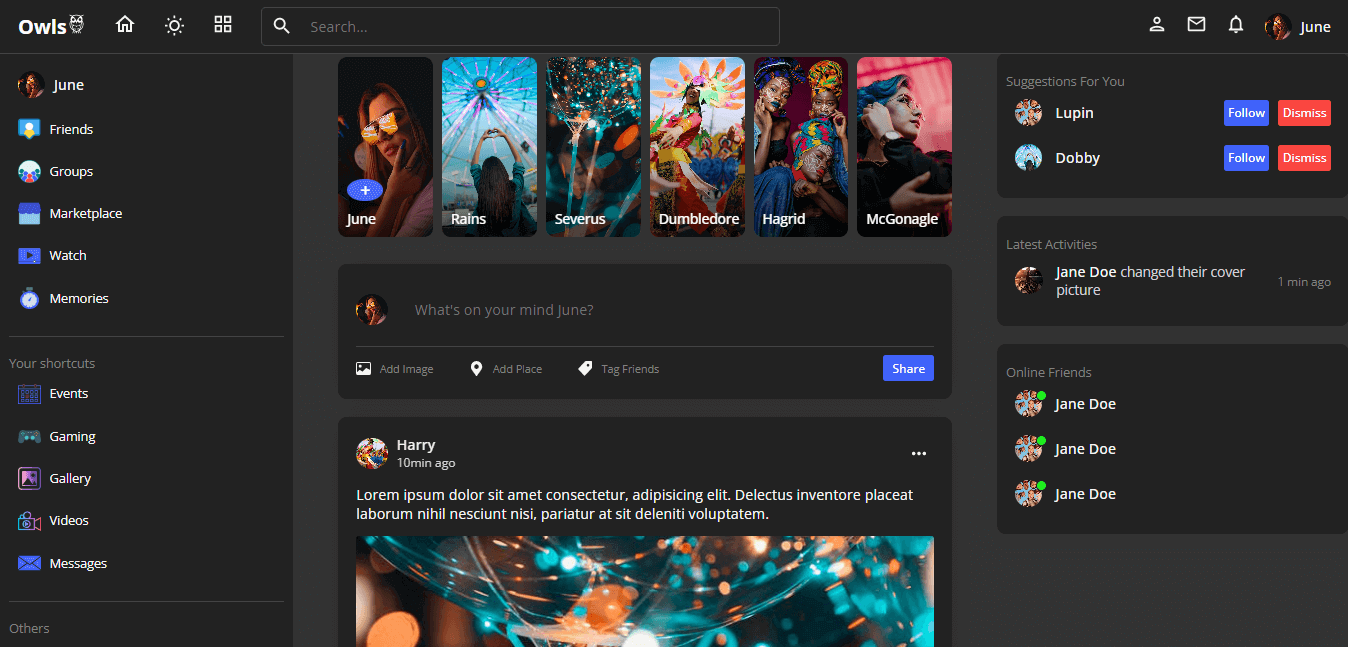 Owls
Search...
June
June
Friends
Groups
Marketplace
Watch
Memories
Your shortcuts
Events
Gaming
Gallery
Videos
Messages
Others
June
Rains
Severus
Dumbledore
Hagrid
McGonagle
What's on your mind June?
Add Image
Add Place
Tag Friends
Share
Harry
10min ago
Lorem ipsum dolor sit amet consectetur, adipisicing elit. Delectus inventore placeat
laborum nihil nesciunt nisi, pariatur at sit deleniti voluptatem.
Suggestions For You
Lupin
Follow
Dismiss
Dobby
Follow
Dismiss
Latest Activities
Jane Doe changed their cover
picture
1 min ago
Online Friends
Jane Doe
Jane Doe
Jane Doe